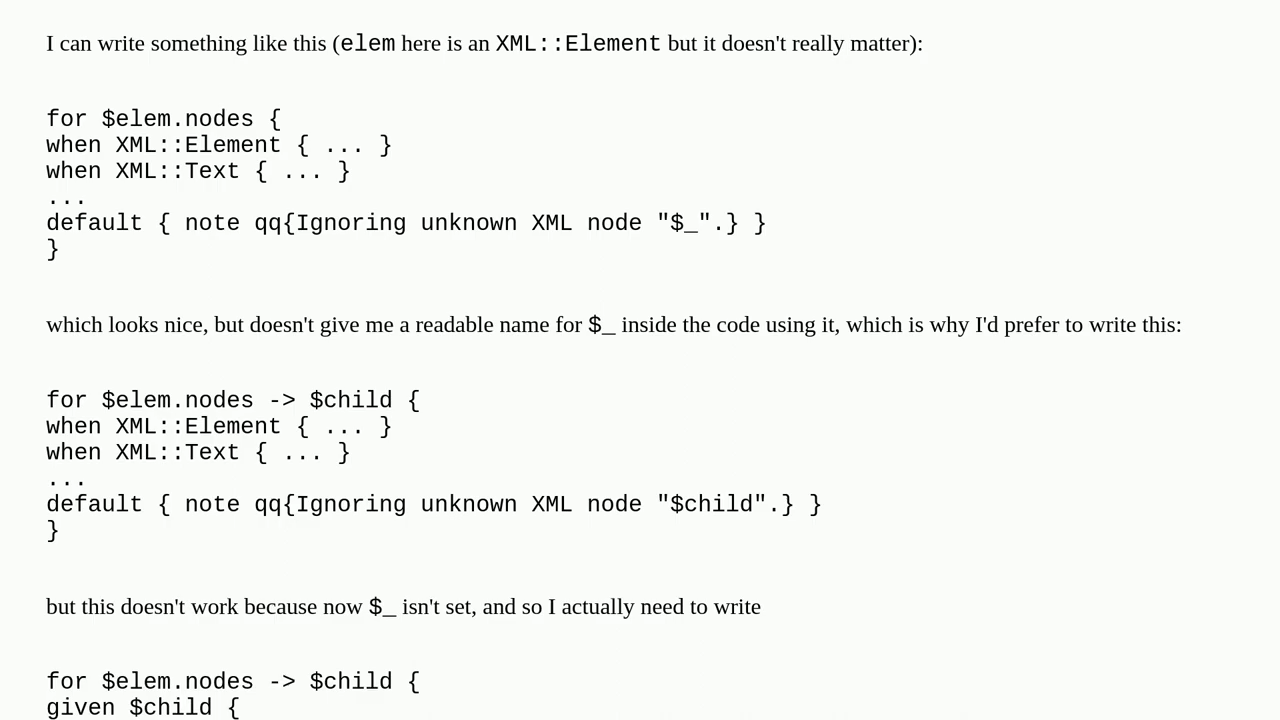 I can write something like this (elem here is an XML::Element but it doesn't really matter):
for $elem.nodes {
when XML::Element { ... }
when XML::Text { ... }
...
default { note qq{Ignoring unknown XML node "$_".} }
}
which looks nice, but doesn't give me a readable name for $_ inside the code using it, which is why I'd prefer to write this:
for $elem.nodes -> $child {
when XML::Element { ... }
when XML::Text { ... }
...
default { note qq{Ignoring unknown XML node "$child".} }
}
but this doesn't work because now $_ isn't set, and so I actually need to write
for $elem.nodes -> $child {
given $child {